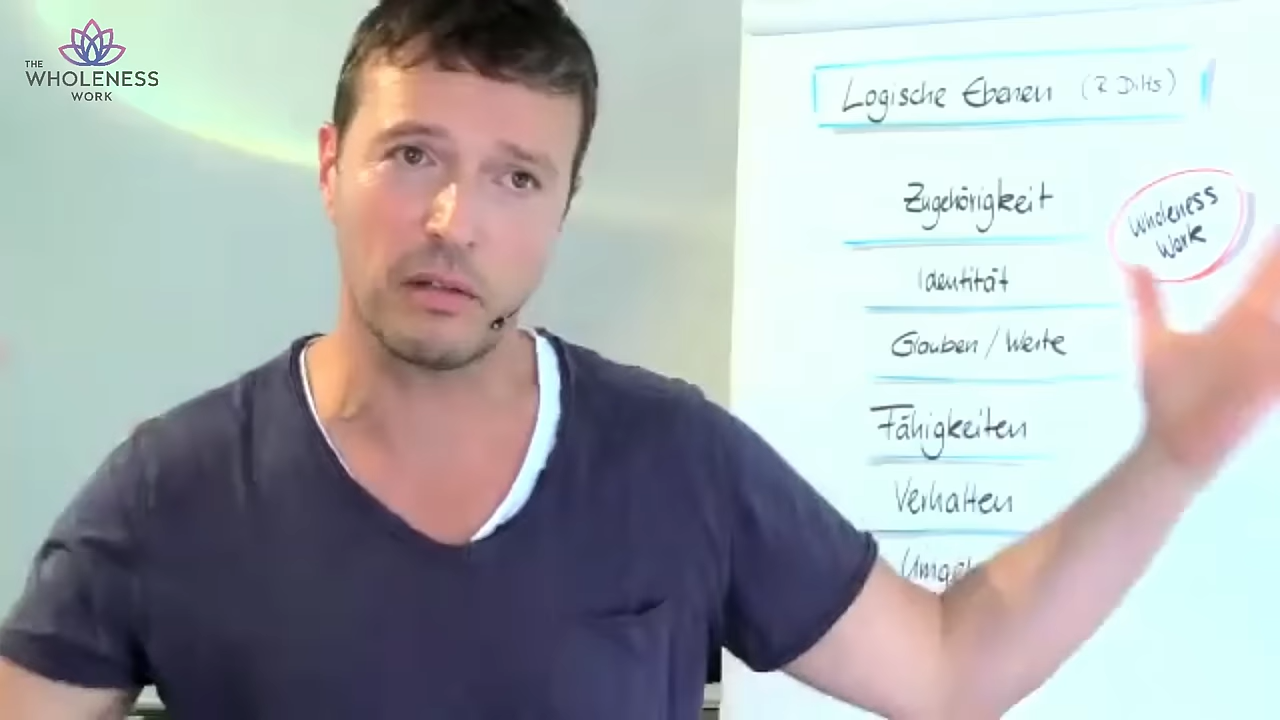 THE
WHOLENESS
WORK
Logische Ebenen (R Dilts)
Zugehörigkeit
Wholeness
Work
Identität
Glauben / Werte
Fähigkeiten
Verhalten